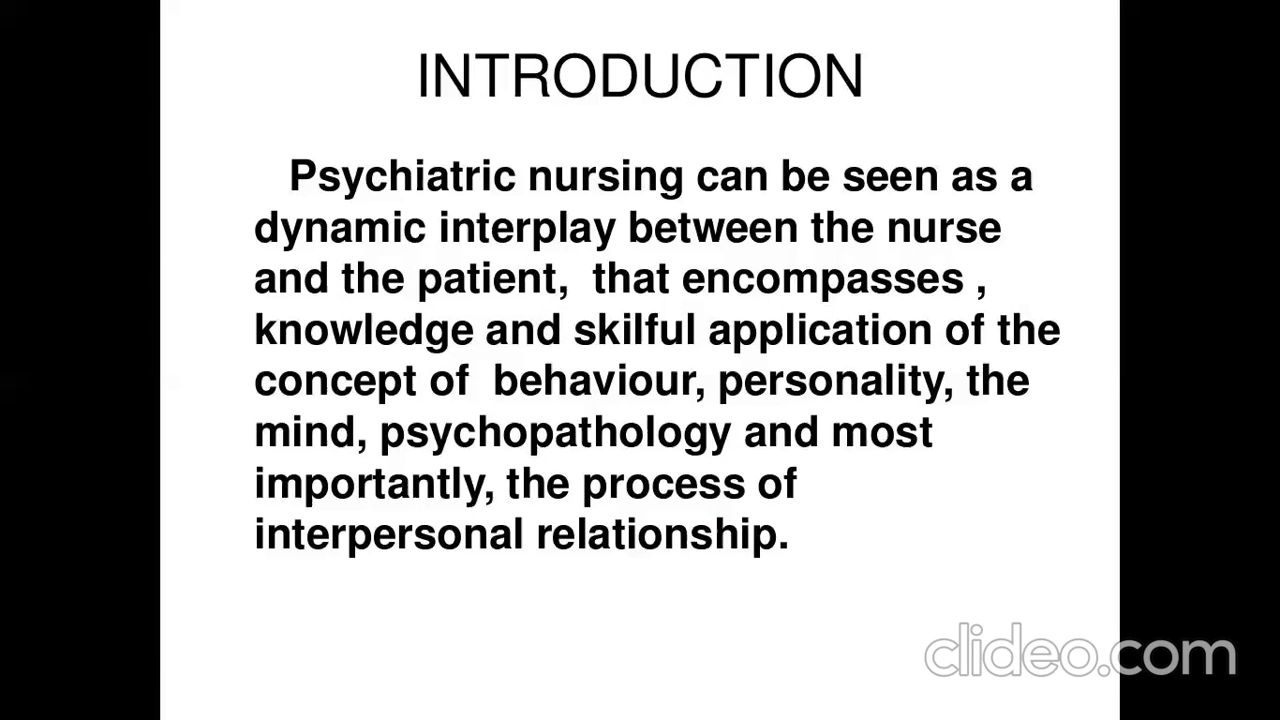 INTRODUCTION
Psychiatric nursing can be seen as a
dynamic interplay between the nurse
and the patient,  that encompasses ,
knowledge and skilful application of the
concept of  behaviour, personality, the
mind, psychopathology and most
importantly, the process of
interpersonal relationship.
clideo.com